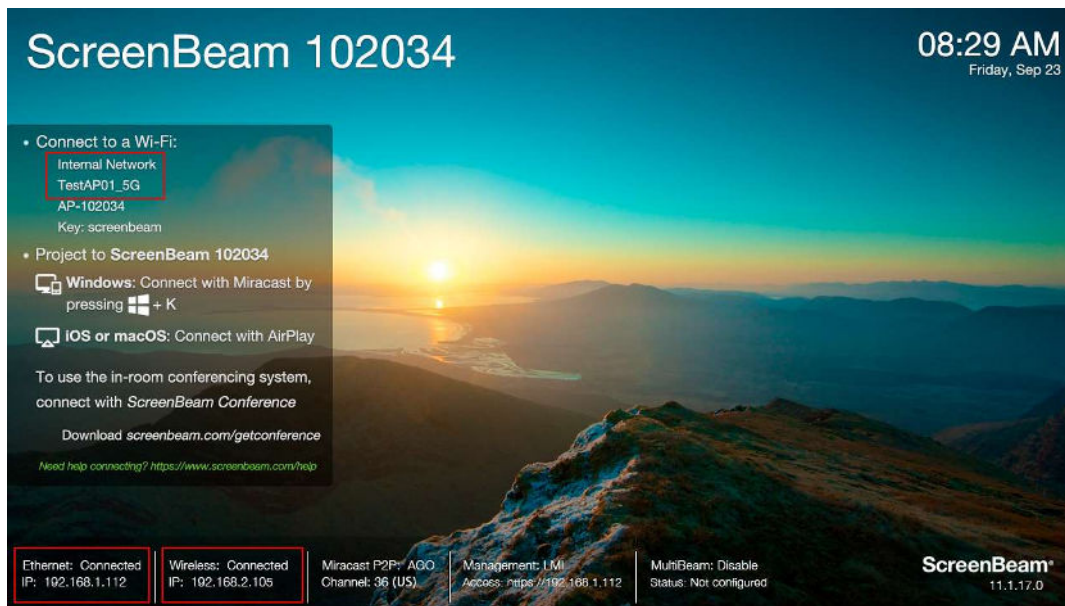 ScreenBeam 102034
08:29 AM
Friday, Sep 23
• Connect to a Wi-Fi:
Internal Network
TestAP01_5G
AP-102034
Key: screenbeam
• Project to ScreenBeam 102034
Windows: Connect with Miracast by
pressing + K
iOS or macOS: Connect with AirPlay
To use the in-room conferencing system,
connect with ScreenBeam Conference
Download screenbeam.com/getconference
Need help connecting? https://www.screenbeam.com/help
Ethernet: Connected
IP: 192.168.1.112
Wireless: Connected
IP: 192.168.2.105
Miracast P2P: AGO
Channel: 36 (US)
Management: LMI
Access: https://192.168.1.112
MultiBeam: Disable
Status: Not configured
ScreenBeam®
11.1.17.0